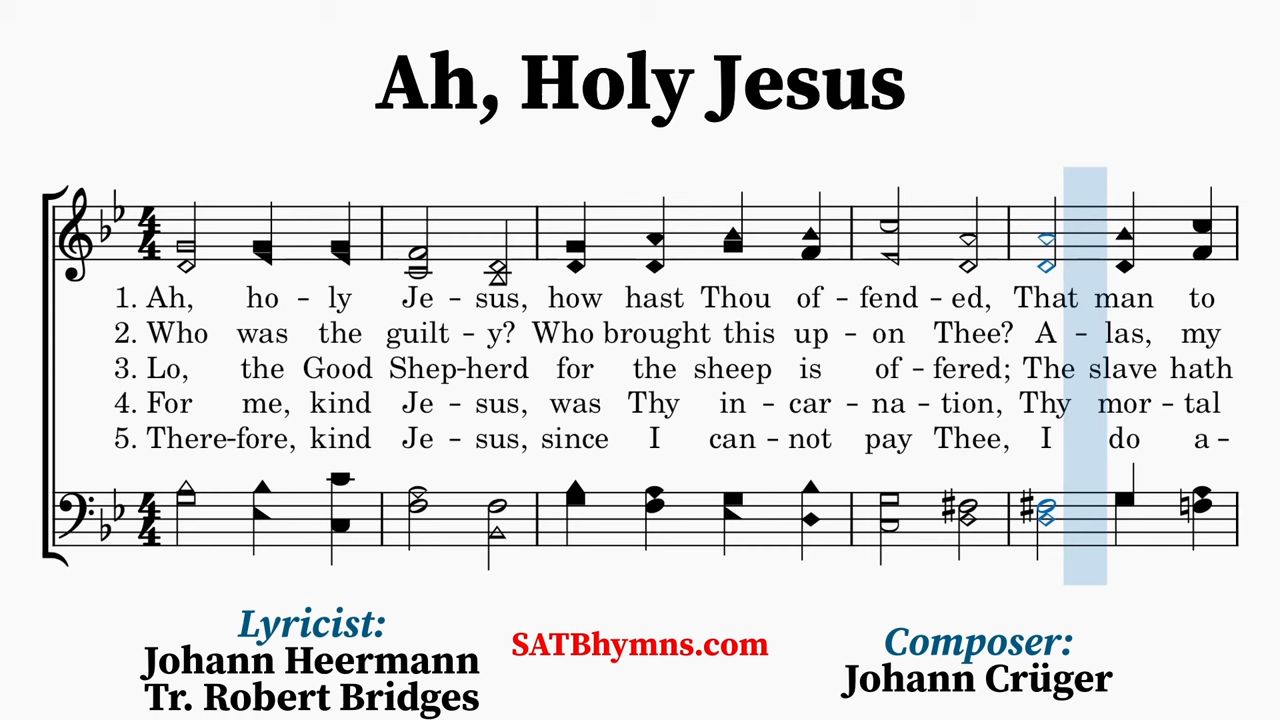 Ah, Holy Jesus
4 4
1. Ah, ho - ly Je - sus, how hast Thou of - fend - ed, That man to
2. Who was the guilt - y? Who brought this up - on Thee? A - las, my
3. Lo, the Good Shep-herd for the sheep is of - fered; The slave hath
4. For me, kind Je - sus, was Thy in - car - na - tion, Thy mor - tal
5. There-fore, kind Je - sus, since I can - not pay Thee, I do a -
4 4
Lyricist:
Johann Heermann
Tr. Robert Bridges
SATBhymns.com
Composer:
Johann Crüger